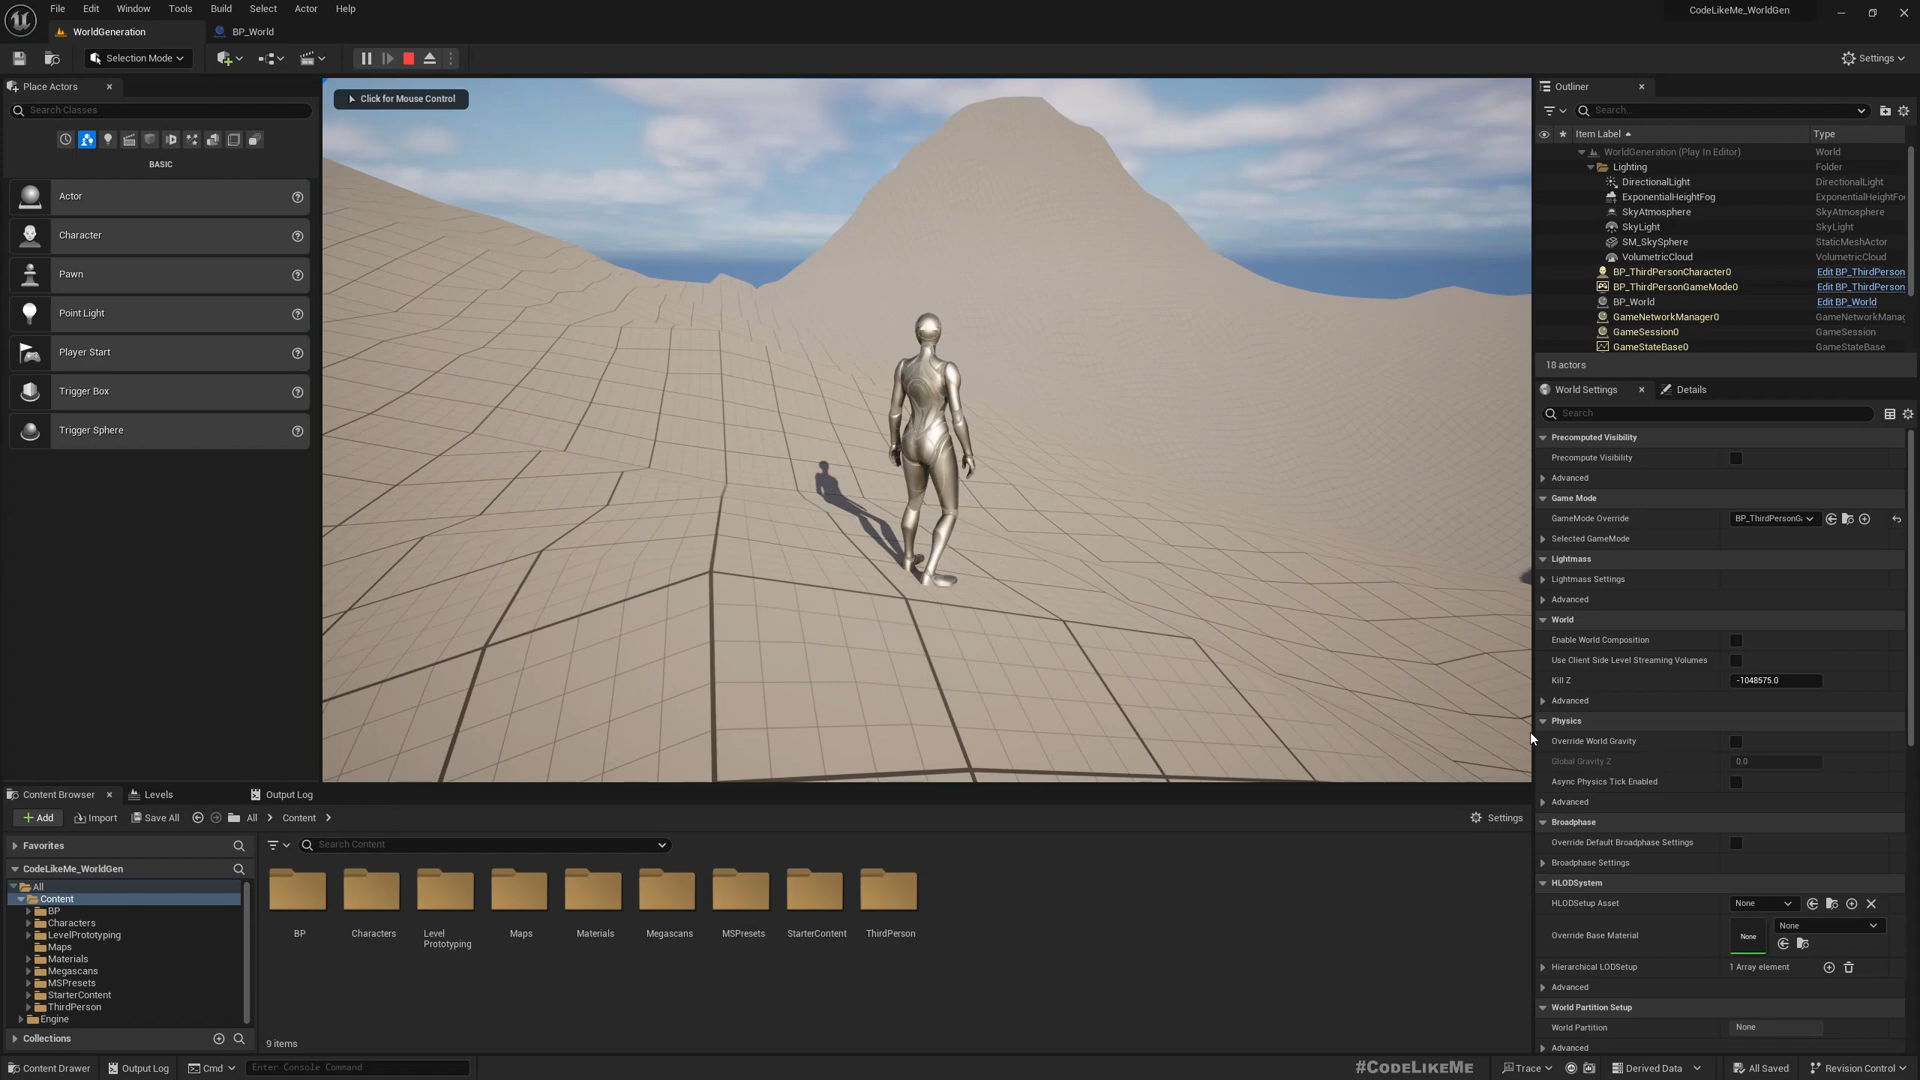 File Edit Window Tools Build Select Actor Help
CodeLikeMe_WorldGen
WorldGeneration BP_World
Selection Mode
Settings
Place Actors
Search Classes
BASIC
Actor
Character
Pawn
Point Light
Player Start
Trigger Box
Trigger Sphere
Click for Mouse Control
Outliner
Search...
Item Label Type
WorldGeneration (Play In Editor) World
Lighting Folder
DirectionalLight DirectionalLight
ExponentialHeightFog ExponentialHeightFo
SkyAtmosphere SkyAtmosphere
SkyLight SkyLight
SM_SkySphere StaticMeshActor
VolumetricCloud VolumetricCloud
BP_ThirdPersonCharacter0 Edit BP_ThirdPerson
BP_ThirdPersonGameMode0 Edit BP_ThirdPerson
BP_World Edit BP_World
GameNetworkManager0 GameNetworkManag
GameSession0 GameSession
GameStateBase0 GameStateBase
18 actors
World Settings Details
Search
Precomputed Visibility
Precompute Visibility
Advanced
Game Mode
GameMode Override BP_ThirdPersonG
Selected GameMode
Lightmass
Lightmass Settings
Advanced
World
Enable World Composition
Use Client Side Level Streaming Volumes
Kill Z -1048575.0
Advanced
Physics
Override World Gravity
Global Gravity Z 0.0
Async Physics Tick Enabled
Advanced
Broadphase
Override Default Broadphase Settings
Broadphase Settings
HLODSystem
HLODSetup Asset None
Override Base Material None None
Hierarchical LODSetup 1 Array element
Advanced
World Partition Setup
World Partition None
Advanced
Content Browser Levels Output Log
Add Import Save All All Content Settings
Favorites
Search Content
CodeLikeMe_WorldGen
All
Content
BP
Characters
LevelPrototyping
Maps
Materials
Megascans
MSPresets
StarterContent
ThirdPerson
Engine
Collections
BP Characters Level Prototyping Maps Materials Megascans MSPresets StarterContent ThirdPerson
9 items
#CodeLikeMe
Content Drawer Output Log Cmd Enter Console Command Trace Derived Data All Saved Revision Control